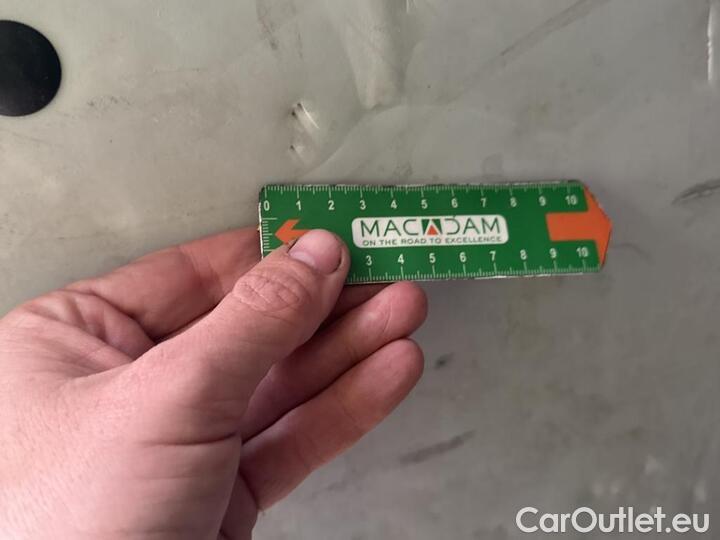 0 1 2 3 4 5 6 7 8 9 10
MACADAM
ON THE ROAD TO EXCELLENCE
3 4 5 6 7 8 9 10
CarOutlet.eu